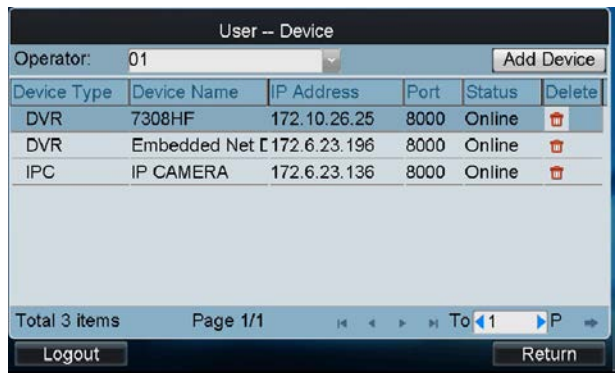 User -- Device
Operator: 01 Add Device
Device Type Device Name IP Address Port Status Delete
DVR 7308HF 172.10.26.25 8000 Online
DVR Embedded Net 172.6.23.196 8000 Online
IPC IP CAMERA 172.6.23.136 8000 Online
Total 3 items Page 1/1 To 1 P
Logout Return